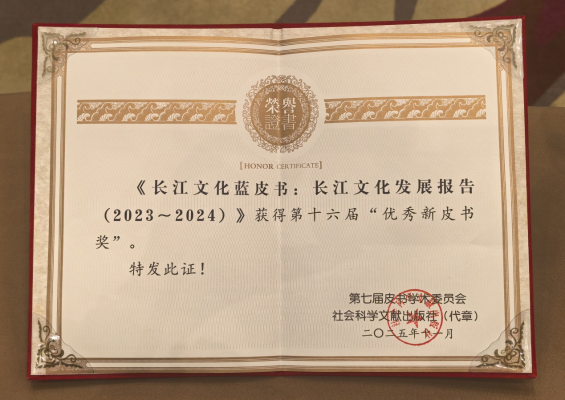 榮譽
證書
[HONOR CERTIFICATE]
《长江文化蓝皮书：长江文化发展报告
（2023～2024）》获得第十六届“优秀新皮书
奖”。
特发此证！
第七届皮书学术委员会
社会科学文献出版社（代章）
二〇二五年十一月